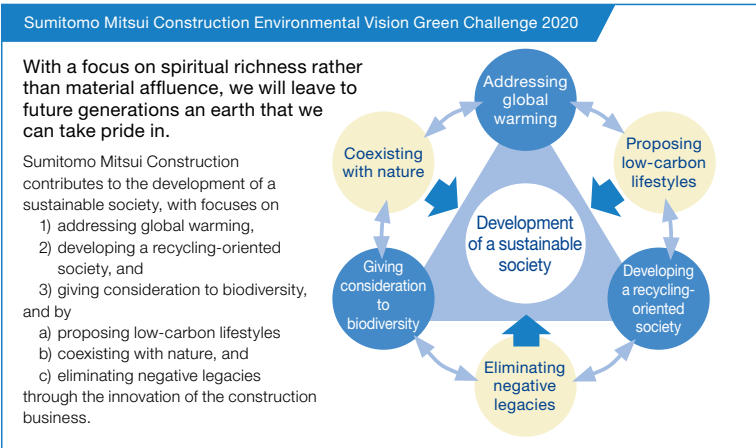 Sumitomo Mitsui Construction Environmental Vision Green Challenge 2020
With a focus on spiritual richness rather
than material affluence, we will leave to
future generations an earth that we
can take pride in.
Sumitomo Mitsui Construction
contributes to the development of a
sustainable society, with focuses on
1) addressing global warming,
2) developing a recycling-oriented
society, and
3) giving consideration to biodiversity,
and by
a) proposing low-carbon lifestyles
b) coexisting with nature, and
c) eliminating negative legacies
through the innovation of the construction
business.
Addressing
global
warming
Coexisting
with nature
Proposing
low-carbon
lifestyles
Development
of a sustainable
society
Giving
consideration
to
biodiversity
Developing
a recycling-
oriented
society
Eliminating
negative
legacies